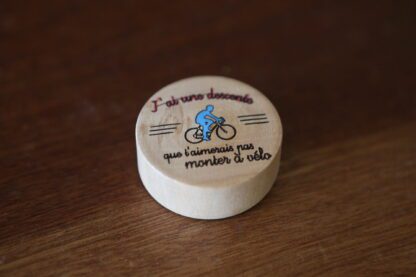 J'ai une descente
que t'aimerais pas
monter à vélo